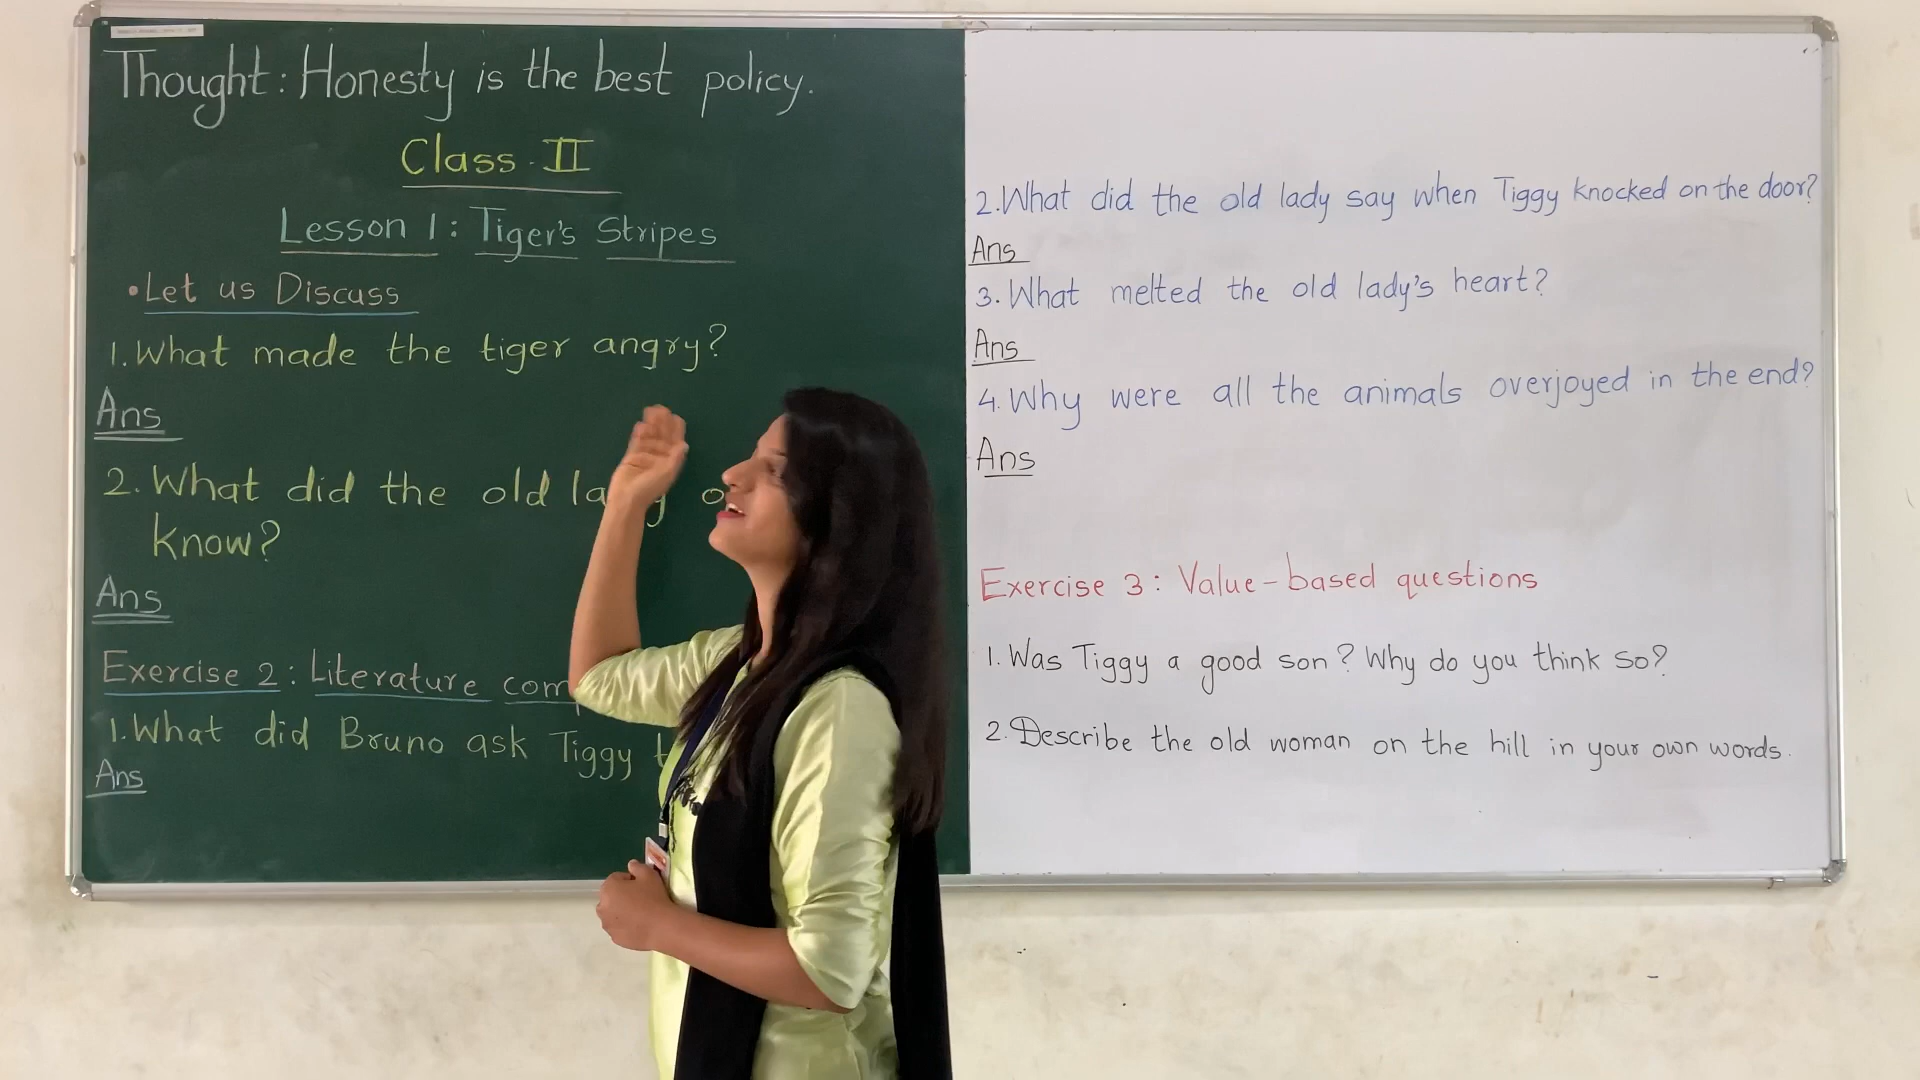 Thought: Honesty is the best policy.
Class-II
Lesson 1: Tiger's Stripes
•Let us Discuss
1.What made the tiger angry?
Ans
2. What did the old
know?
Ans
Exercise 2: Literature
1.What did Bruno ask Tiggy
Ans
2.What did the old lady say when Tiggy knocked on the door?
Ans
3.What melted the old lady's heart?
Ans
4.Why were all the animals overjoyed in the end?
Ans
Exercise 3: Value-based questions
1.Was Tiggy a good son? Why do you think so?
2.Describe the old woman on the hill in your own words.